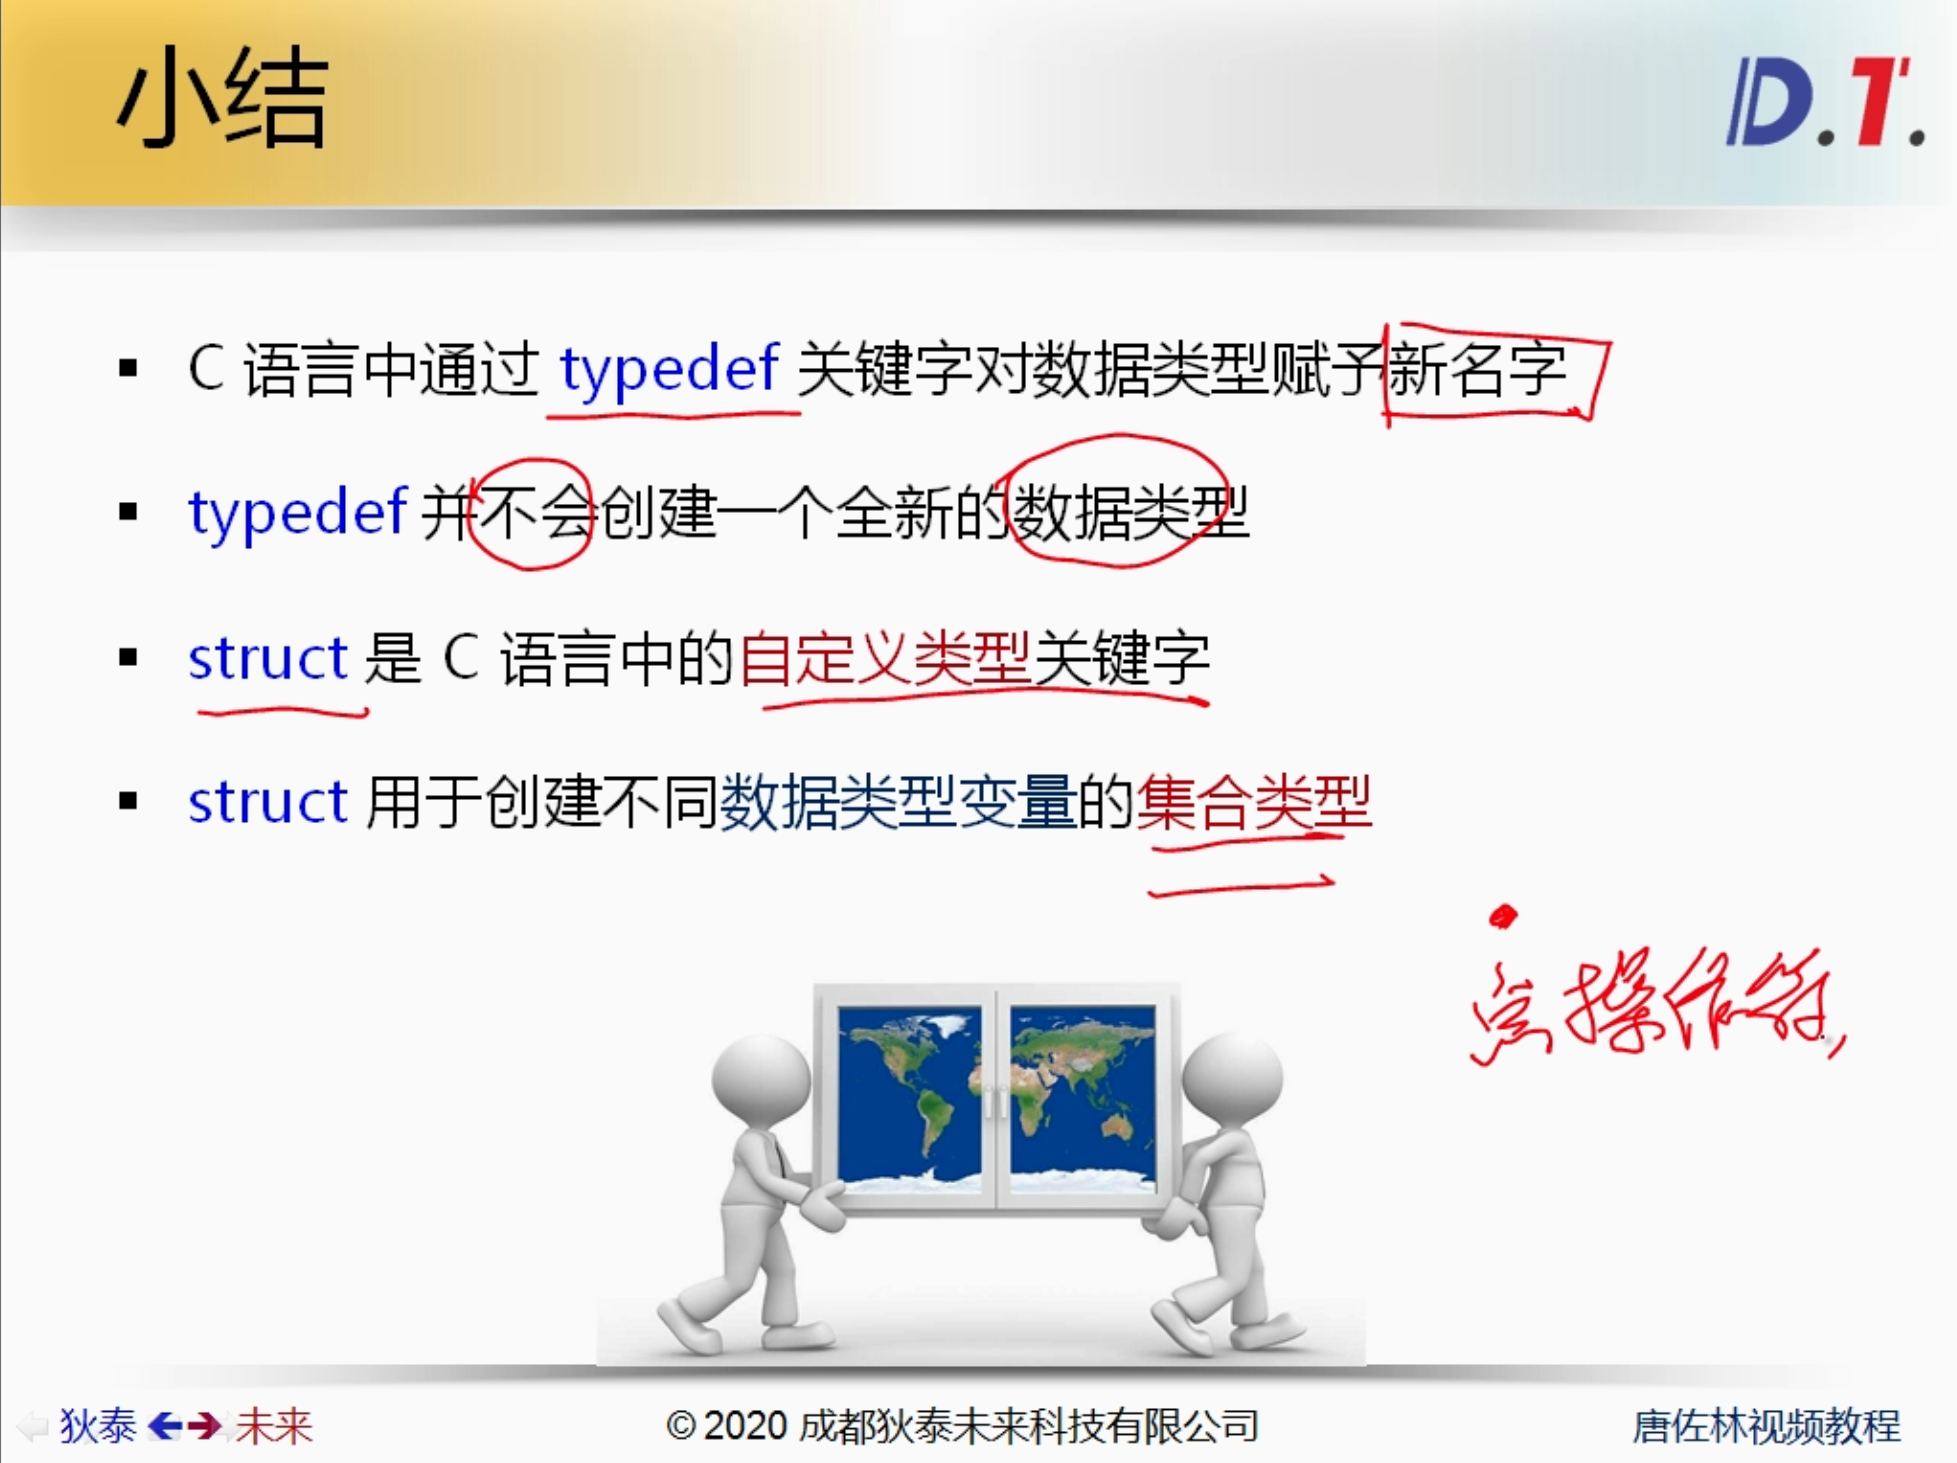 小结
D.T.
C 语言中通过 typedef 关键字对数据类型赋予新名字
typedef 并不会创建一个全新的数据类型
struct 是 C 语言中的自定义类型关键字
struct 用于创建不同数据类型变量的集合类型
点操作符
狄泰 未来
© 2020 成都狄泰未来科技有限公司
唐佐林视频教程